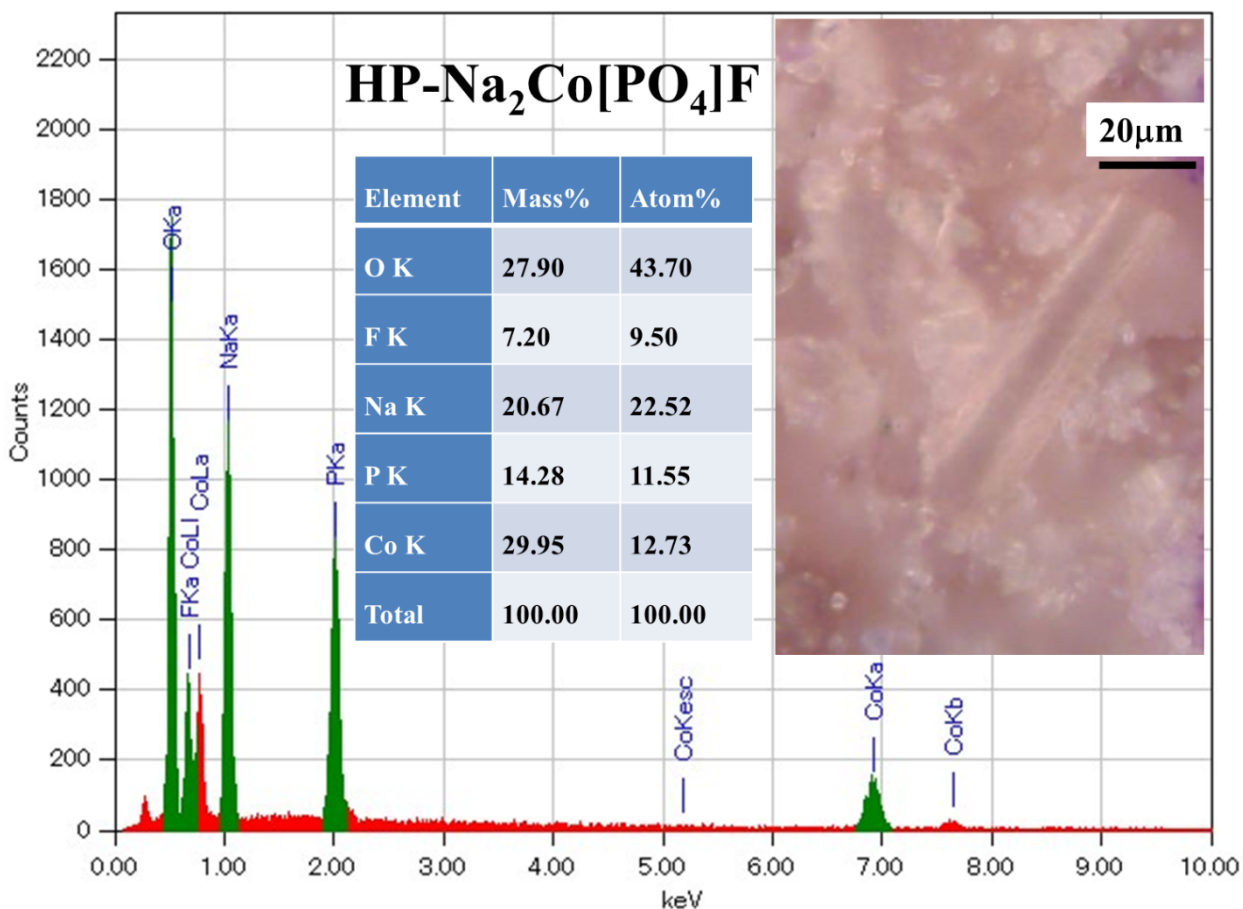 HP-Na₂Co[PO₄]F
20μm
Element Mass% Atom%
O K 27.90 43.70
F K 7.20 9.50
Na K 20.67 22.52
P K 14.28 11.55
Co K 29.95 12.73
Total 100.00 100.00
Counts
2200
2000
1800
1600
1400
1200
1000
800
600
400
200
0
OKa
FKa CoLl
CoLa
NaKa
PKa
CoKesc
CoKa
CoKb
0.00 1.00 2.00 3.00 4.00 5.00 6.00 7.00 8.00 9.00 10.00
keV